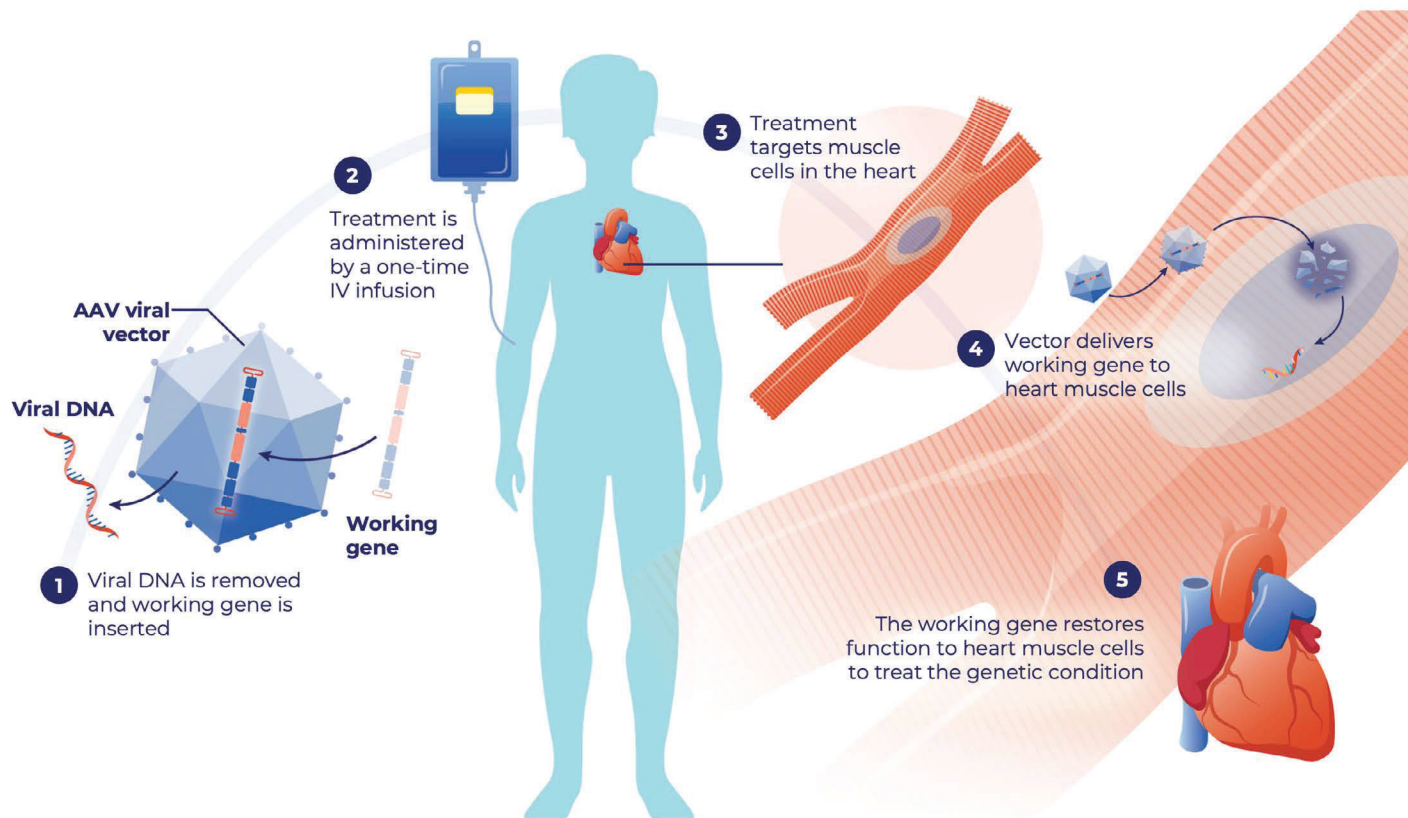 AAV viral
vector
Viral DNA
Working
gene
1
Viral DNA is removed
and working gene is
inserted
2
Treatment is
administered
by a one-time
IV infusion
3
Treatment
targets muscle
cells in the heart
4
Vector delivers
working gene to
heart muscle cells
5
The working gene restores
function to heart muscle cells
to treat the genetic condition